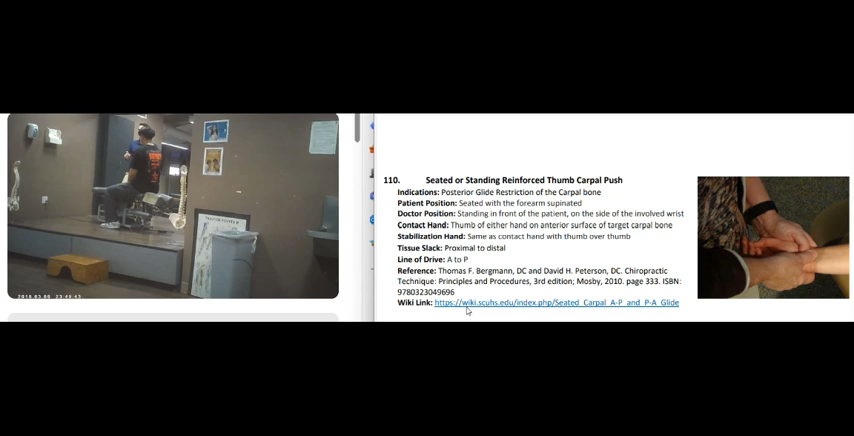 110. Seated or Standing Reinforced Thumb Carpal Push
Indications: Posterior Glide Restriction of the Carpal bone
Patient Position: Seated with the forearm supinated
Doctor Position: Standing in front of the patient, on the side of the involved wrist
Contact Hand: Thumb of either hand on anterior surface of target carpal bone
Stabilization Hand: Same as contact hand with thumb over thumb
Tissue Slack: Proximal to distal
Line of Drive: A to P
Reference: Thomas F. Bergmann, DC and David H. Peterson, DC. Chiropractic
Technique: Principles and Procedures, 3rd edition; Mosby, 2010. page 333. ISBN:
9780323049696
Wiki Link: https://wiki.scuhs.edu/index.php/Seated_Carpal_A-P_and_P-A_Glide